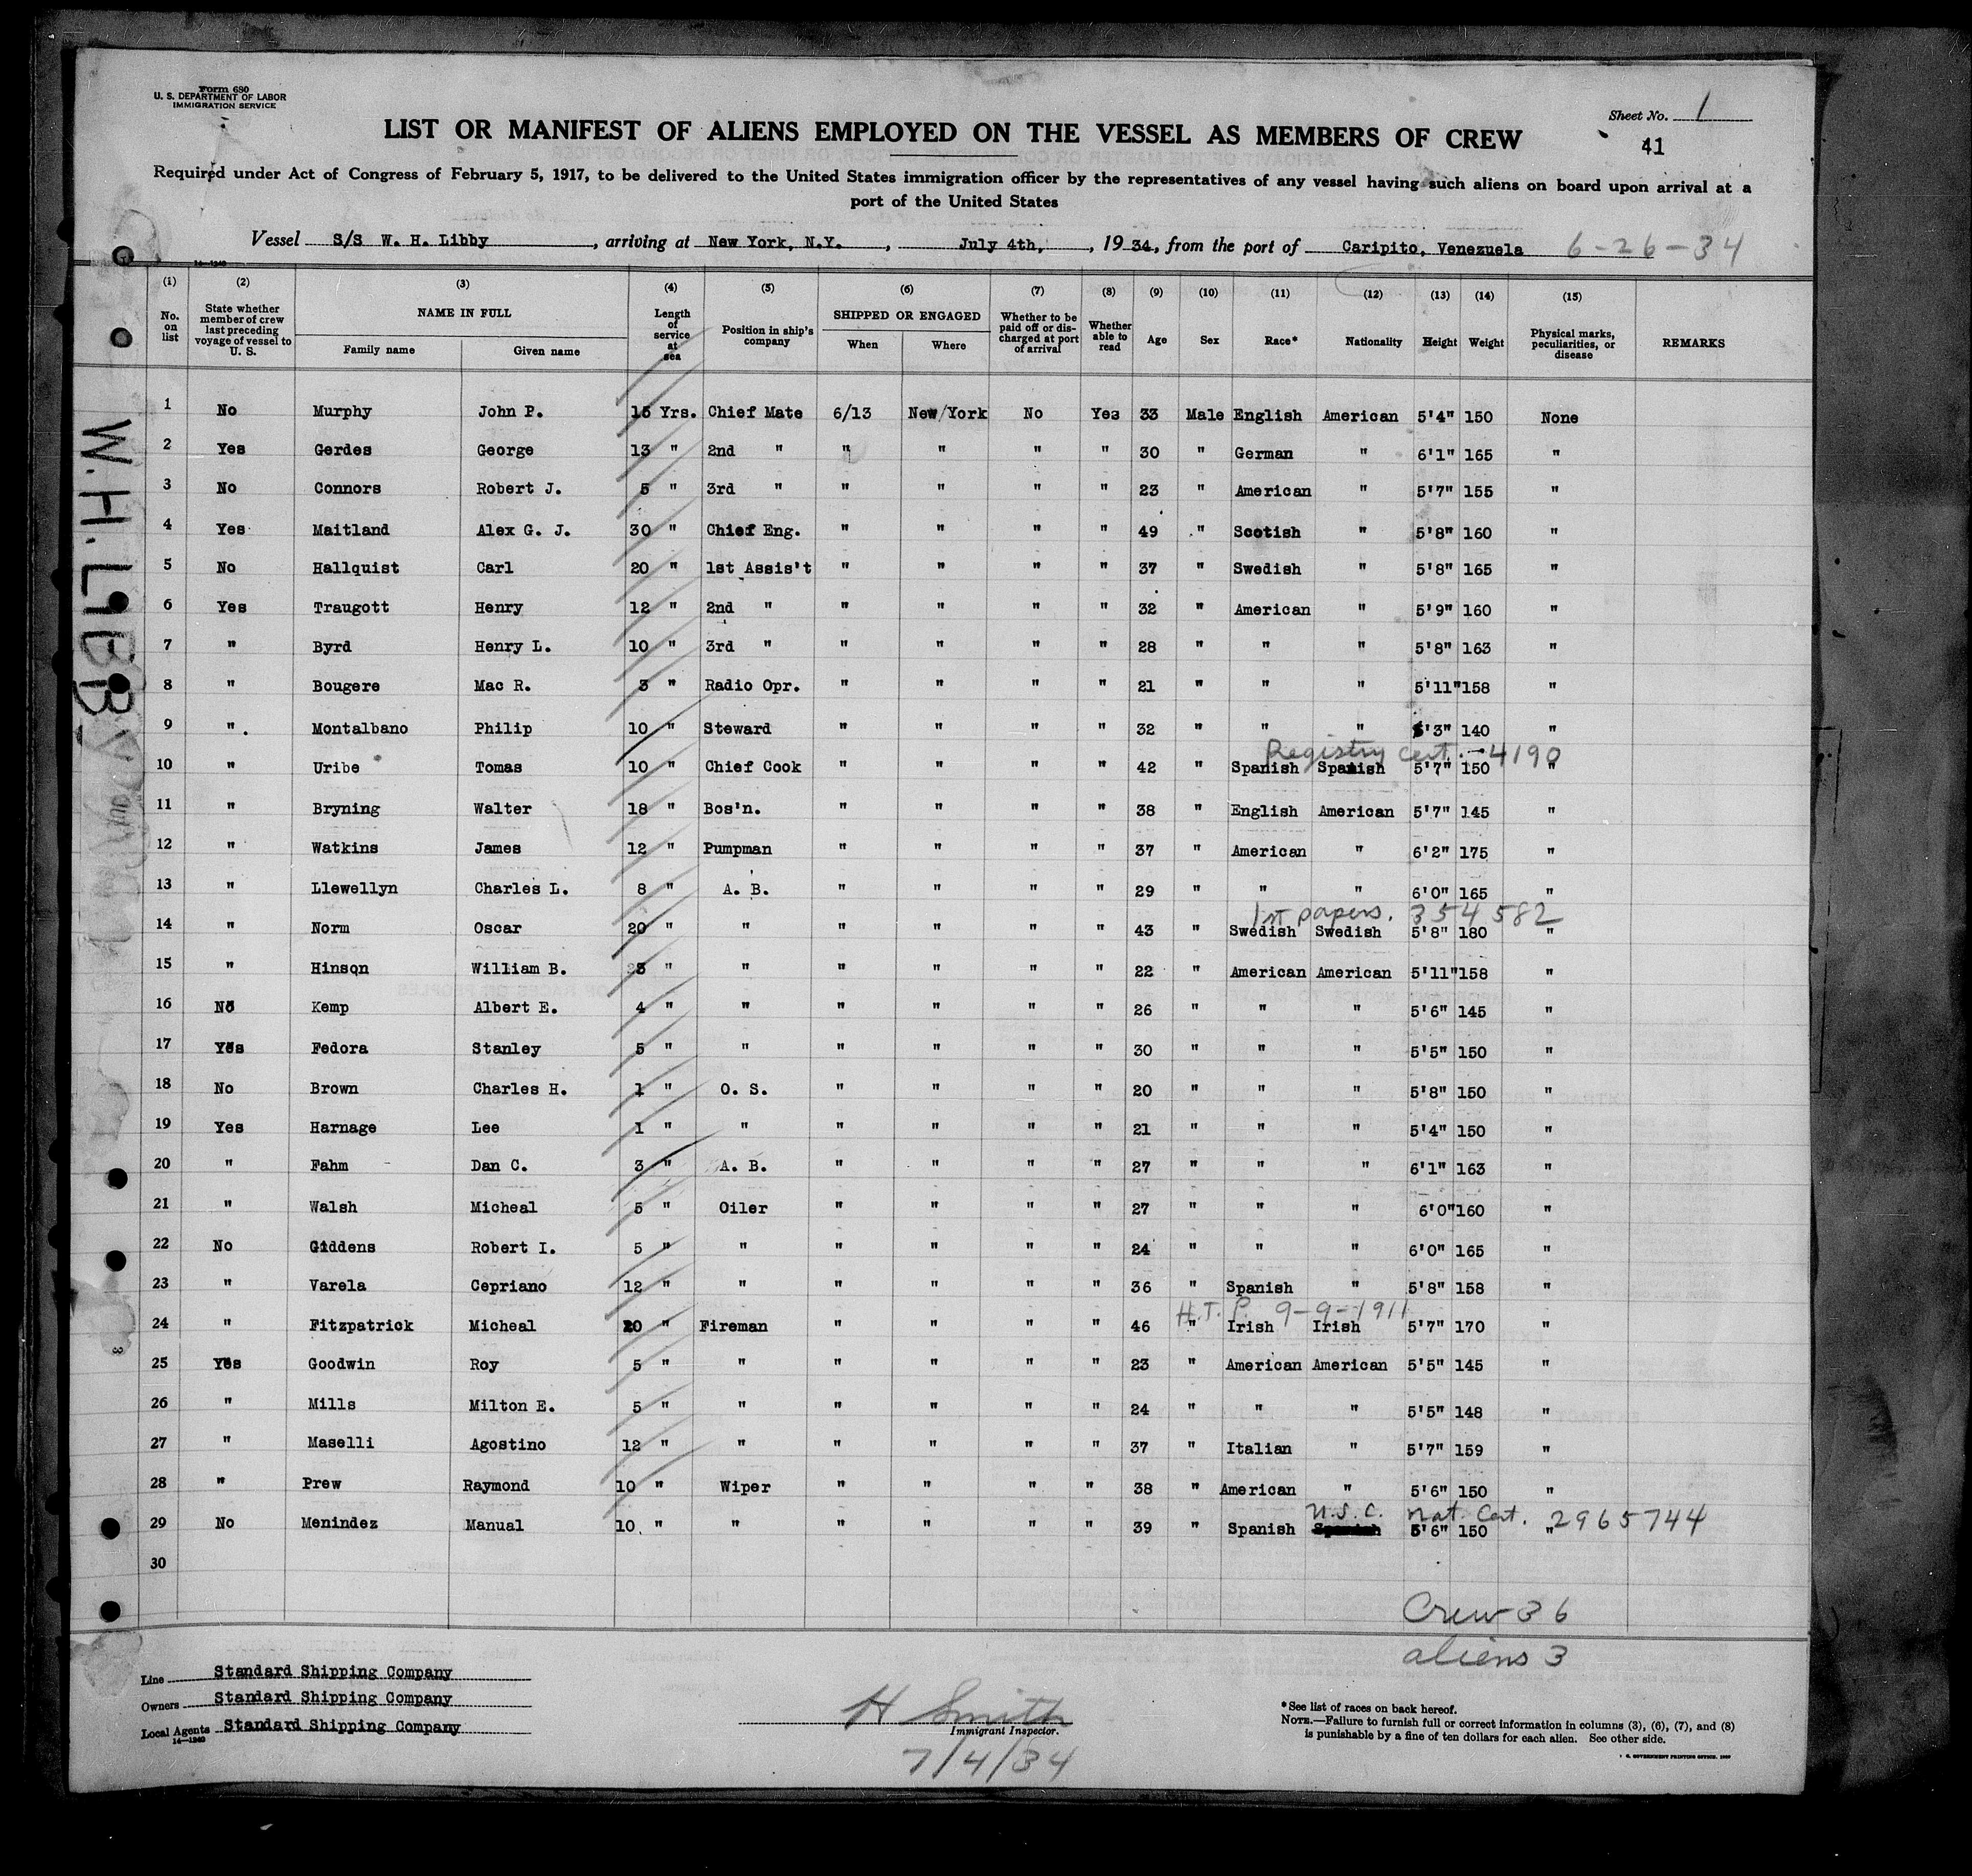 Form 680
U. S. DEPARTMENT OF LABOR
IMMIGRATION SERVICE
Sheet No. 1
41
LIST OR MANIFEST OF ALIENS EMPLOYED ON THE VESSEL AS MEMBERS OF CREW
Required under Act of Congress of February 5, 1917, to be delivered to the United States immigration officer by the representatives of any vessel having such aliens on board upon arrival at a
port of the United States
Vessel S/S W. H. Libby, arriving at New York, N.Y., July 4th, 1934, from the port of Caripito, Venezuela 6-26-34
14-1240
(1) (2) (3) (4) (5) (6) (7) (8) (9) (10) (11) (12) (13) (14) (15)
No. on list State whether member of crew last preceding voyage of vessel to U. S. NAME IN FULL Family name Given name Length of service at sea Position in ship's company SHIPPED OR ENGAGED When Where Whether to be paid off or discharged at port of arrival Whether able to read Age Sex Race* Nationality Height Weight Physical marks, peculiarities, or disease REMARKS
1 No Murphy John P. 15 Yrs. Chief Mate 6/13 New York No Yes 33 Male English American 5'4" 150 None
2 Yes Gerdes George 13 " 2nd " " " " " 30 " German " 6'1" 165 "
3 No Connors Robert J. 5 " 3rd " " " " " 23 " American " 5'7" 155 "
4 Yes Maitland Alex G. J. 30 " Chief Eng. " " " " 49 " Scotish " 5'8" 160 "
5 No Hallquist Carl 20 " 1st Assis't " " " " 37 " Swedish " 5'8" 165 "
6 Yes Traugott Henry 12 " 2nd " " " " " 32 " American " 5'9" 160 "
7 " Byrd Henry L. 10 " 3rd " " " " " 28 " " " 5'8" 163 "
8 " Bougere Mac R. 3 " Radio Opr. " " " " 21 " " " 5'11" 158 "
9 " Montalbano Philip 10 " Steward " " " " 32 " " " 5'3" 140 "
Registry Cert. - 4190
10 " Uribe Tomas 10 " Chief Cook " " " " 42 " Spanish Spanish 5'7" 150 "
11 " Bryning Walter 18 " Bos'n. " " " " 38 " English American 5'7" 145 "
12 " Watkins James 12 " Pumpman " " " " 37 " American " 6'2" 175 "
13 " Llewellyn Charles L. 8 " A. B. " " " " 29 " " " 6'0" 165 "
1st papers. 354582
14 " Norm Oscar 20 " " " " " " 43 " Swedish Swedish 5'8" 180 "
15 " Hinson William B. 3 " " " " " " 22 " American American 5'11" 158 "
16 No Kemp Albert E. 4 " " " " " " 26 " " " 5'6" 145 "
17 Yes Fedora Stanley 5 " " " " " " 30 " " " 5'5" 150 "
18 No Brown Charles H. 1 " O. S. " " " " 20 " " " 5'8" 150 "
19 Yes Harnage Lee 1 " " " " " " 21 " " " 5'4" 150 "
20 " Fahm Dan C. 3 " A. B. " " " " 27 " " " 6'1" 163 "
21 " Walsh Micheal 5 " Oiler " " " " 27 " " " 6'0" 160 "
22 No Giddens Robert I. 5 " " " " " " 24 " " " 6'0" 165 "
23 " Varela Cepriano 12 " " " " " " 36 " Spanish " 5'8" 158 "
H.T. P. 9-9-1911
24 " Fitzpatrick Micheal 20 " Fireman " " " " 46 " Irish Irish 5'7" 170 "
25 Yes Goodwin Roy 5 " " " " " " 23 " American American 5'5" 145 "
26 " Mills Milton E. 5 " " " " " " 24 " " " 5'5" 148 "
27 " Maselli Agostino 12 " " " " " " 37 " Italian " 5'7" 159 "
28 " Prew Raymond 10 " Wiper " " " " 38 " American " 5'6" 150 "
U.S.C. Nat. Cert. 2965744
29 No Menindez Manual 10 " " " " " " 39 " Spanish Spanish 5'6" 150 "
30
Crew 36
aliens 3
W. H. LIBBY
Line Standard Shipping Company
Owners Standard Shipping Company
Local Agents Standard Shipping Company
14-1240
H Smith
Immigrant Inspector.
7/4/34
*See list of races on back hereof.
NOTE.—Failure to furnish full or correct information in columns (3), (6), (7), and (8)
is punishable by a fine of ten dollars for each alien. See other side.